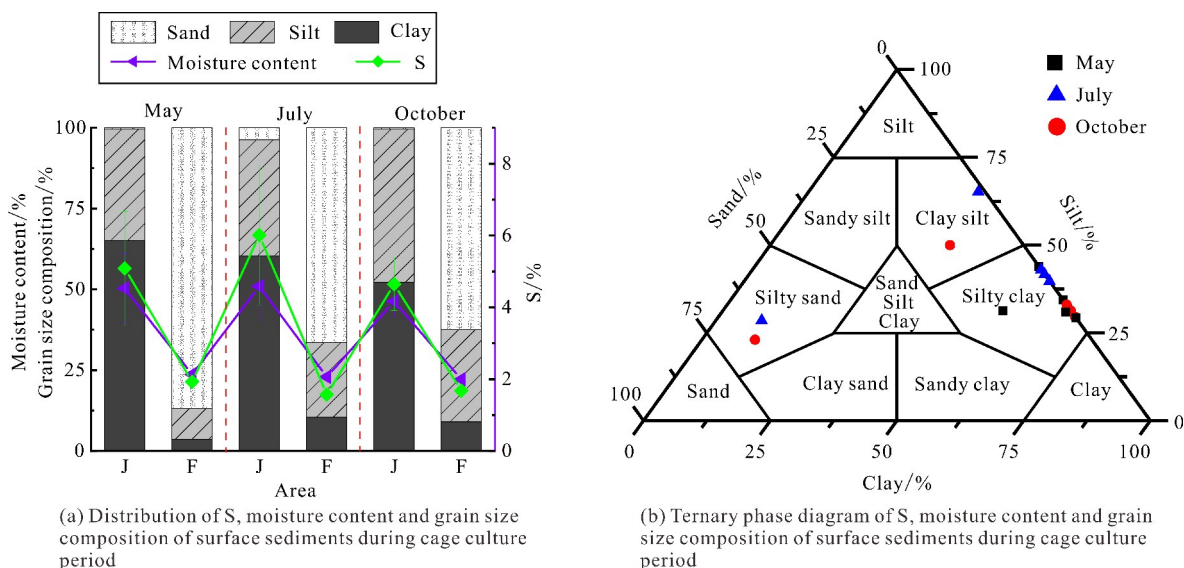 Sand Silt Clay
Moisture content S
May July October
100
75
50
25
0
Moisture content/%
Grain size composition/%
8
6
4
2
0
S/%
J F J F J F
Area
(a) Distribution of S, moisture content and grain size
composition of surface sediments during cage culture
period
0
100
May
July
October
Silt
25
75
Sand/%
Silt/%
Sandy silt
Clay silt
50
50
Silty sand
Sand
Silt
Clay
Silty clay
75
25
Sand
Clay sand
Sandy clay
Clay
100
0
0
25
50
75
100
Clay/%
(b) Ternary phase diagram of S, moisture content and grain
size composition of surface sediments during cage culture
period